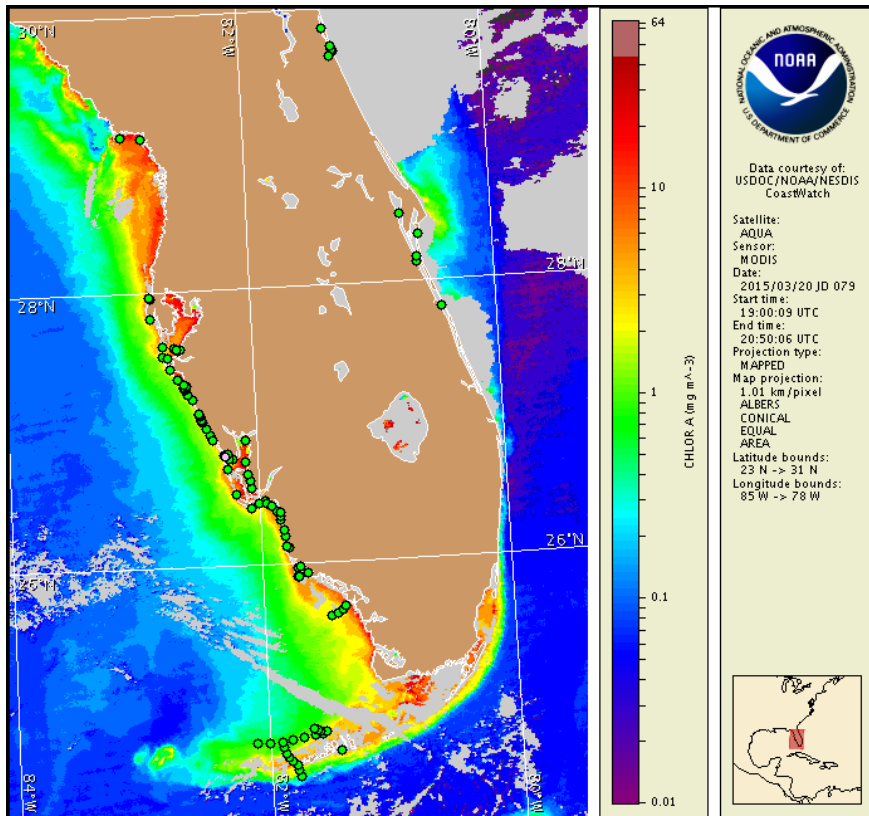 30°N
82°W
80°W
28°N
28°N
26°N
26°N
84°W
82°W
80°W
64
10
1
0.1
0.01
CHLOR A (mg m^-3)
NATIONAL OCEANIC AND ATMOSPHERIC ADMINISTRATION
NOAA
U.S. DEPARTMENT OF COMMERCE
Data courtesy of:
USDOC/NOAA/NESDIS
CoastWatch
Satellite:
AQUA
Sensor:
MODIS
Date:
2015/03/20 JD 079
Start time:
19:00:09 UTC
End time:
20:50:06 UTC
Projection type:
MAPPED
Map projection:
1.01 km/pixel
ALBERS
CONICAL
EQUAL
AREA
Latitude bounds:
23 N -> 31 N
Longitude bounds:
85 W -> 78 W